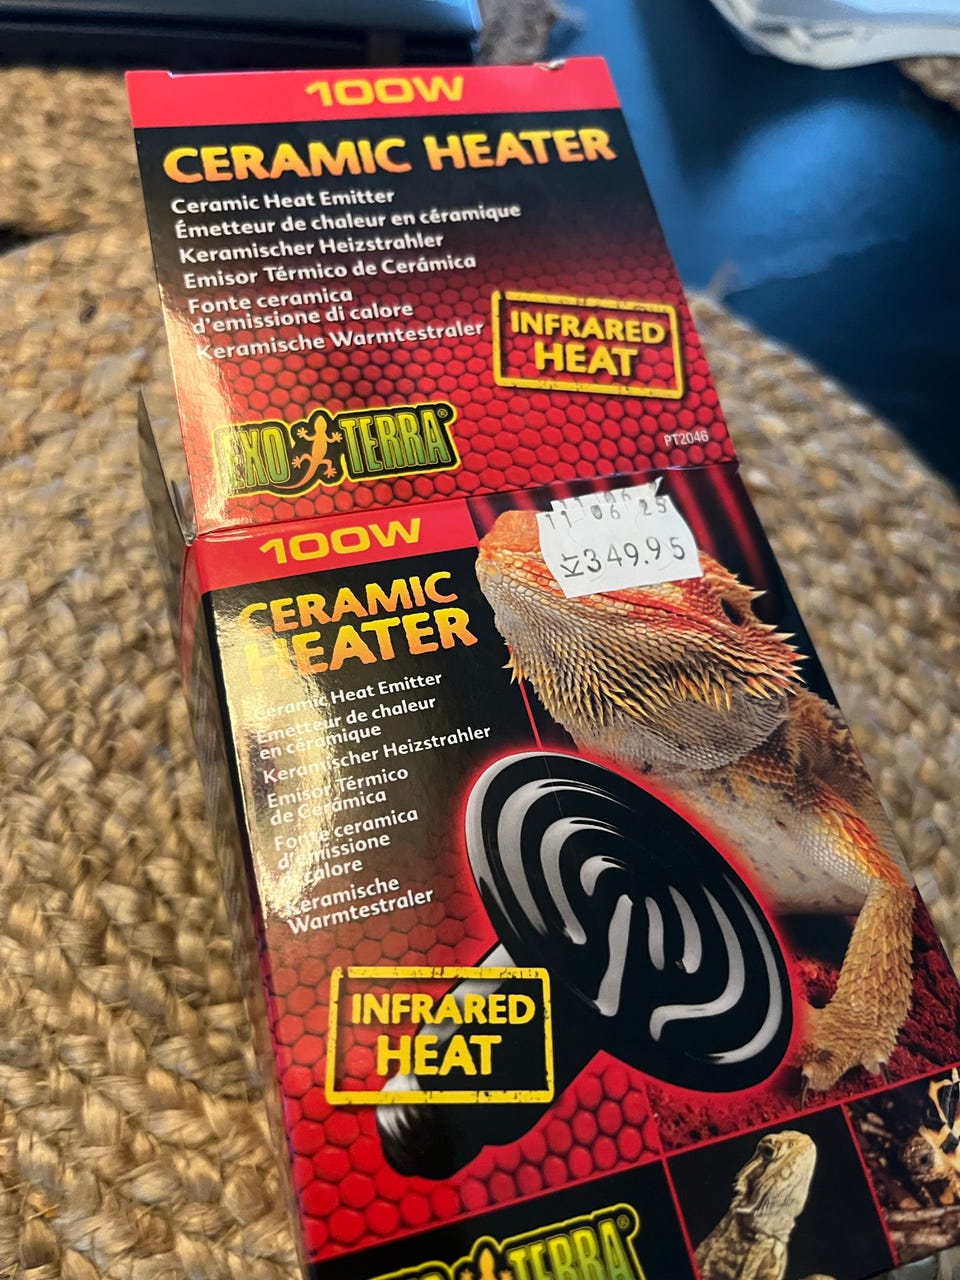 100W
CERAMIC HEATER
Ceramic Heat Emitter
Émetteur de chaleur en céramique
Keramischer Heizstrahler
Emisor Térmico de Cerámica
Fonte ceramica
d'emissione di calore
Keramische Warmtestraler
INFRARED
HEAT
EXO TERRA®
PT2046
100W
11 06 25
349.95
CERAMIC
HEATER
Ceramic Heat Emitter
Émetteur de chaleur
en céramique
Keramischer Heizstrahler
Emisor Térmico
de Cerámica
Fonte ceramica
d'emissione
di calore
Keramische
Warmtestraler
INFRARED
HEAT
EXO TERRA®